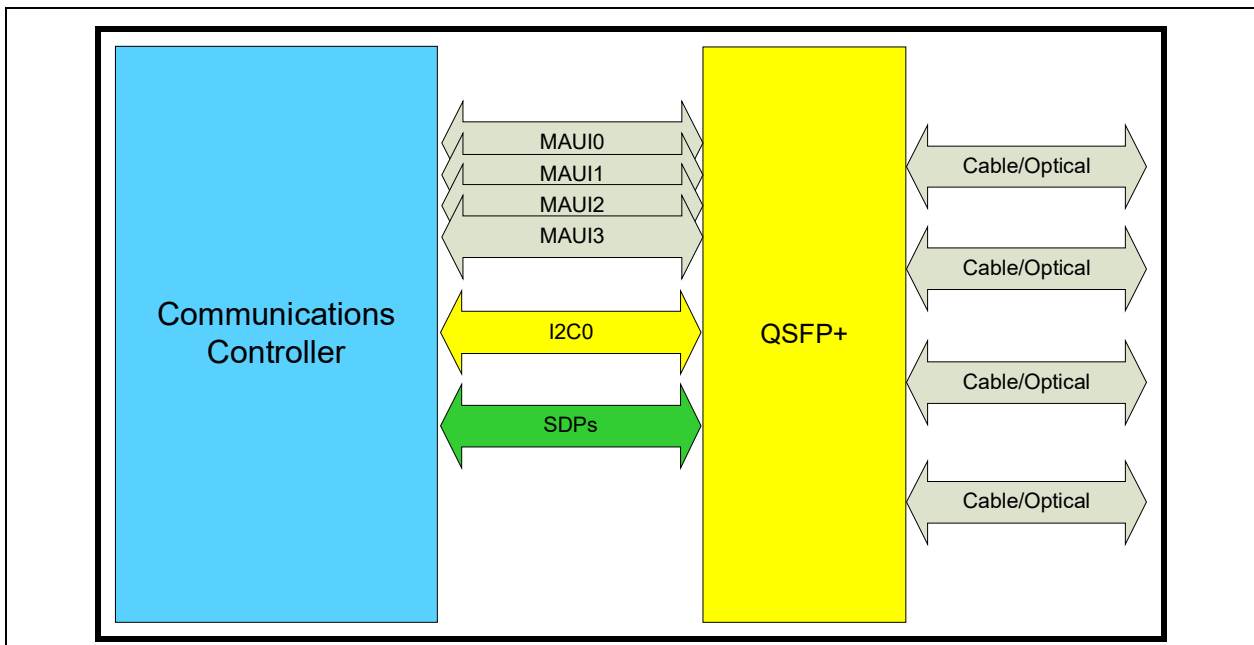 Communications
Controller
MAUI0
MAUI1
MAUI2
MAUI3
I2C0
SDPs
QSFP+
Cable/Optical
Cable/Optical
Cable/Optical
Cable/Optical